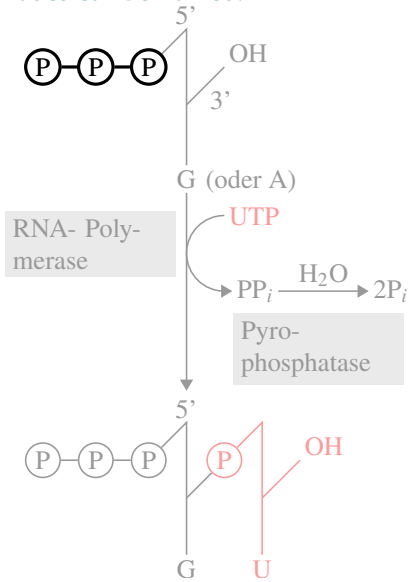 5’
P P P
OH
3’
G (oder A)
UTP
RNA- Poly-
merase
PPi H2O 2Pi
Pyro-
phosphatase
5’
P P P P OH
G U